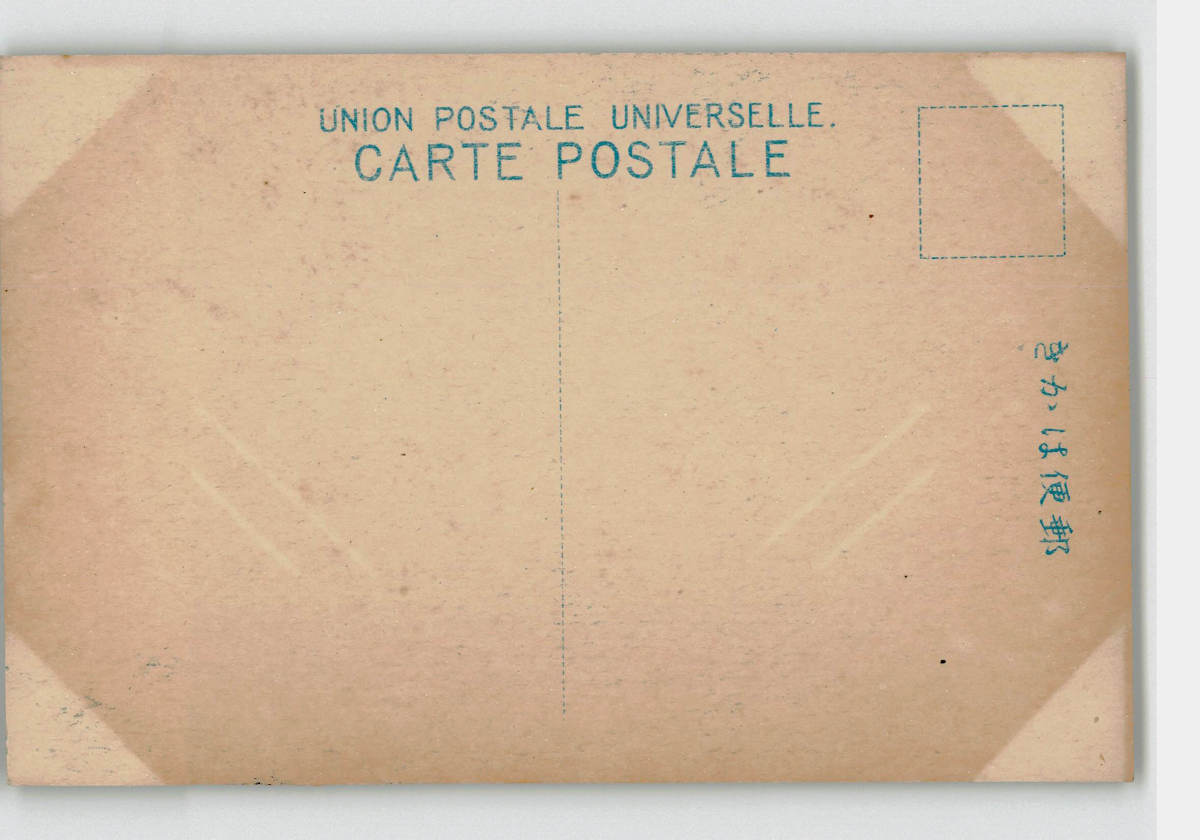 UNION POSTALE UNIVERSELLE.
CARTE POSTALE
郵便はかき